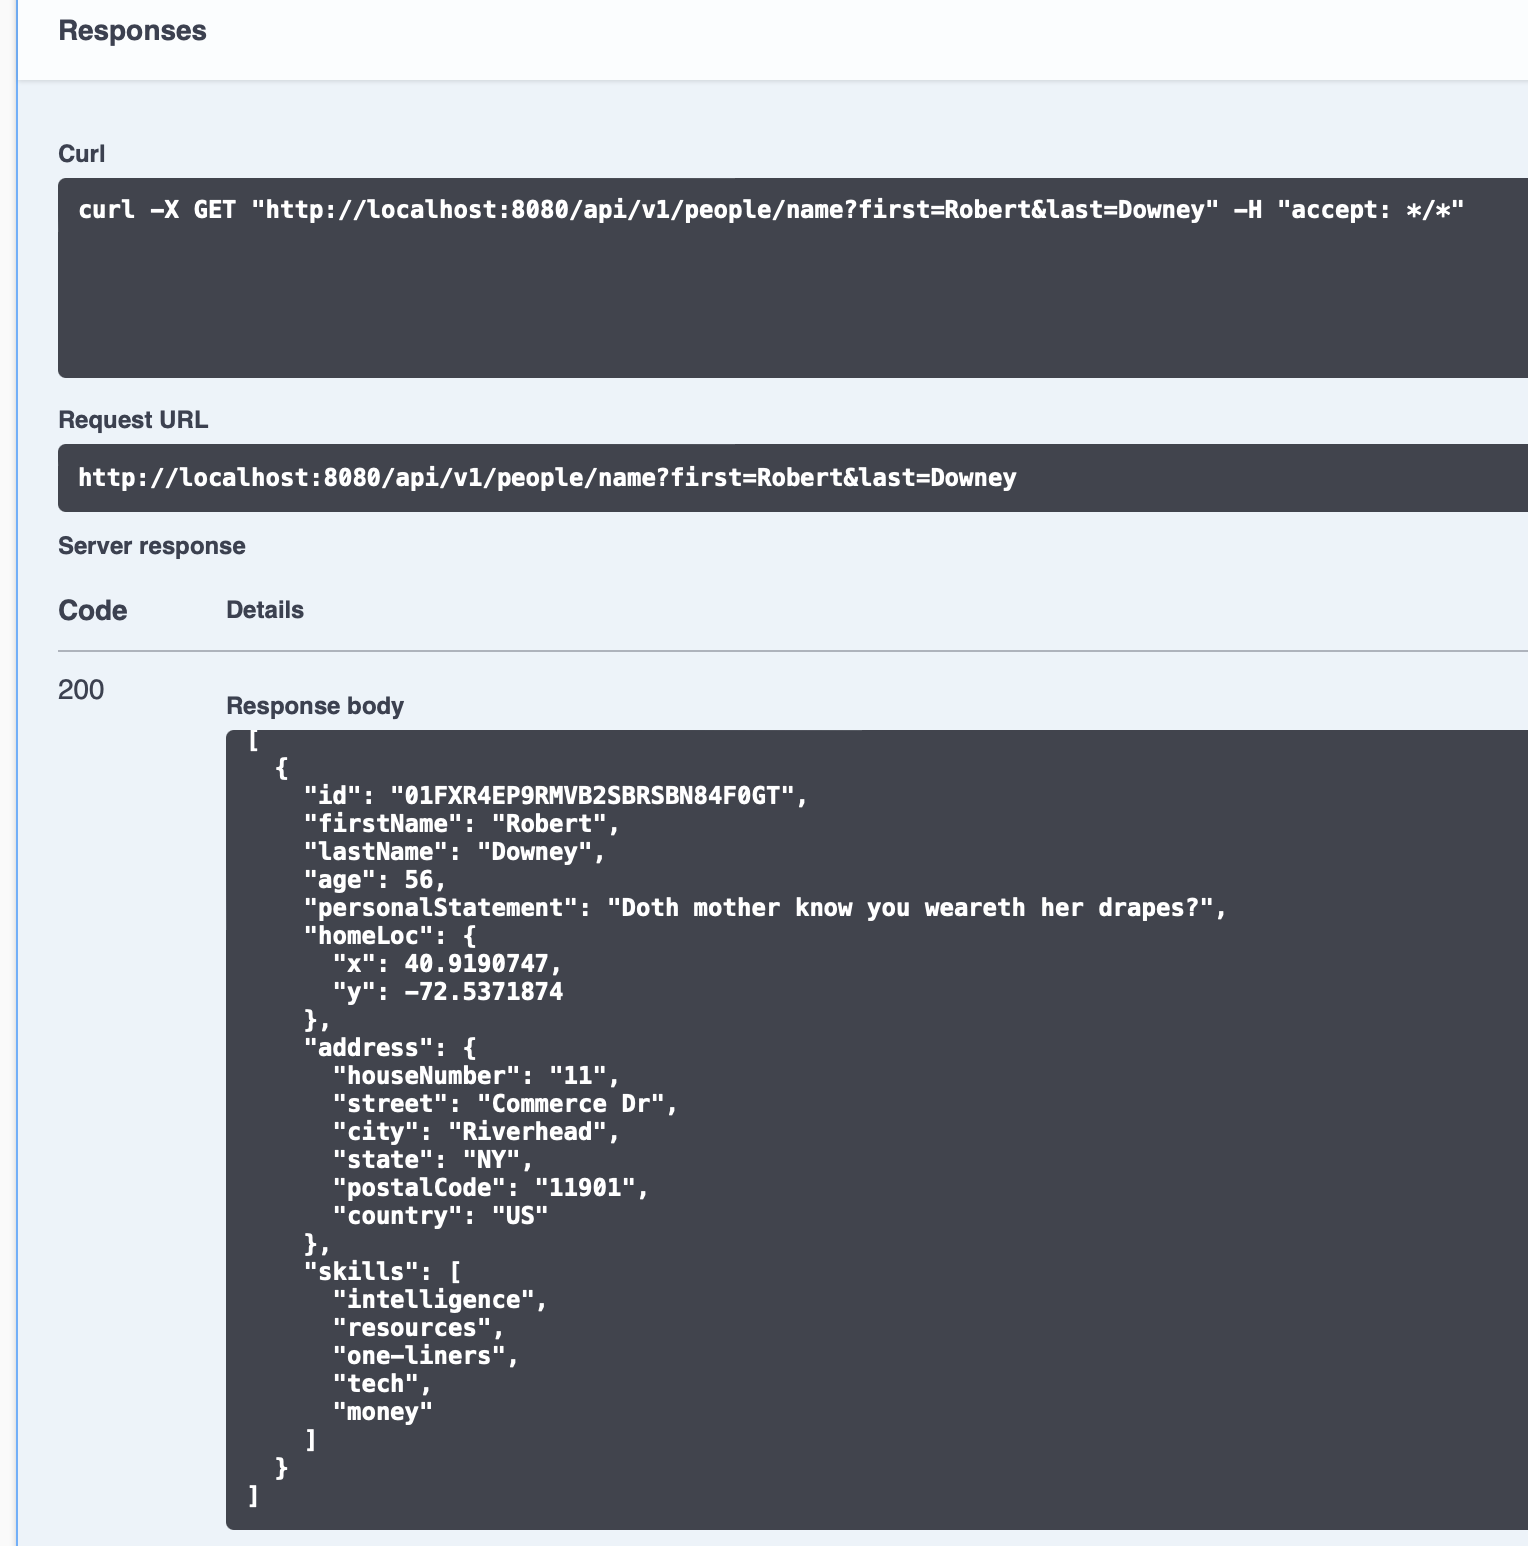 Responses
Curl
curl -X GET "http://localhost:8080/api/v1/people/name?first=Robert&last=Downey" -H "accept: */*"
Request URL
http://localhost:8080/api/v1/people/name?first=Robert&last=Downey
Server response
Code Details
200
Response body
[
  {
    "id": "01FXR4EP9RMVB2SBRSBN84F0GT",
    "firstName": "Robert",
    "lastName": "Downey",
    "age": 56,
    "personalStatement": "Doth mother know you weareth her drapes?",
    "homeLoc": {
      "x": 40.9190747,
      "y": -72.5371874
    },
    "address": {
      "houseNumber": "11",
      "street": "Commerce Dr",
      "city": "Riverhead",
      "state": "NY",
      "postalCode": "11901",
      "country": "US"
    },
    "skills": [
      "intelligence",
      "resources",
      "one-liners",
      "tech",
      "money"
    ]
  }
]